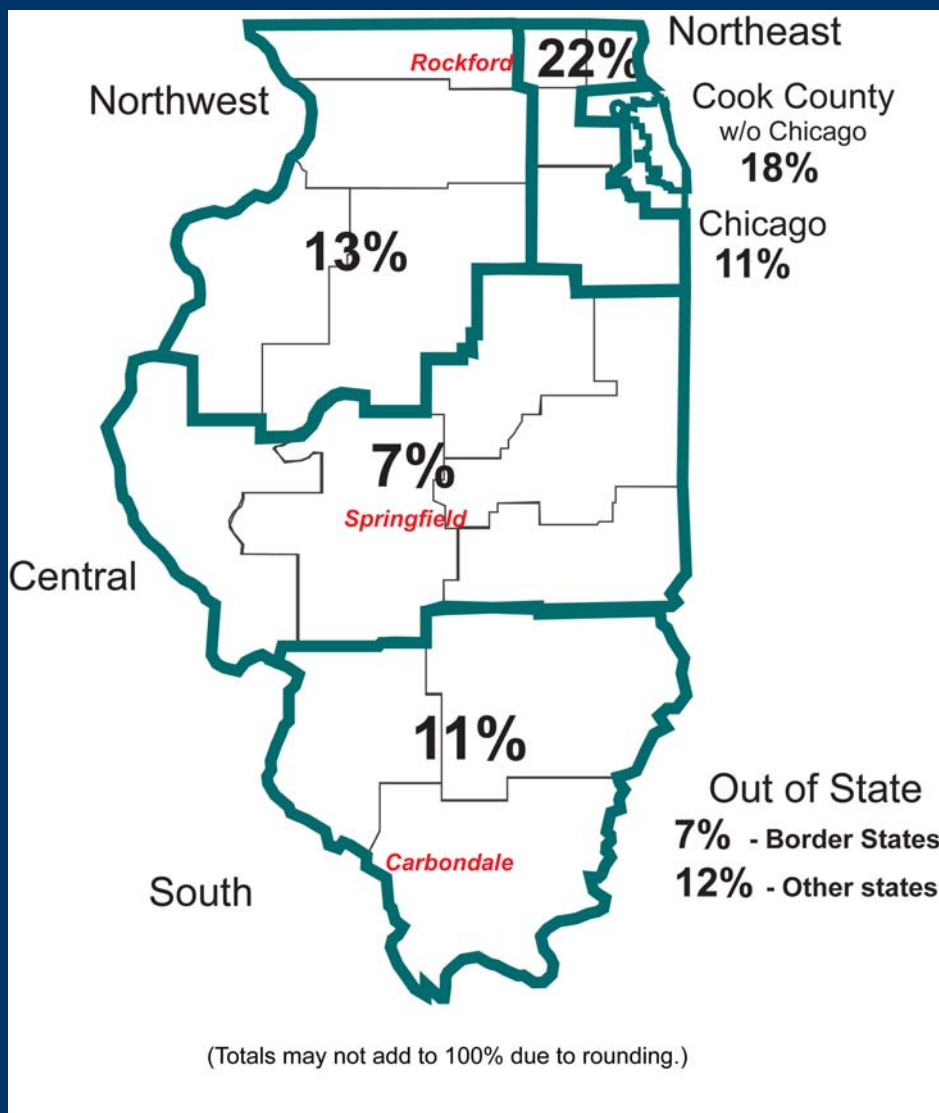 Northeast
Rockford
22%
Northwest
Cook County
w/o Chicago
18%
Chicago
11%
13%
7%
Springfield
Central
11%
Out of State
7% - Border States
12% - Other states
Carbondale
South
(Totals may not add to 100% due to rounding.)